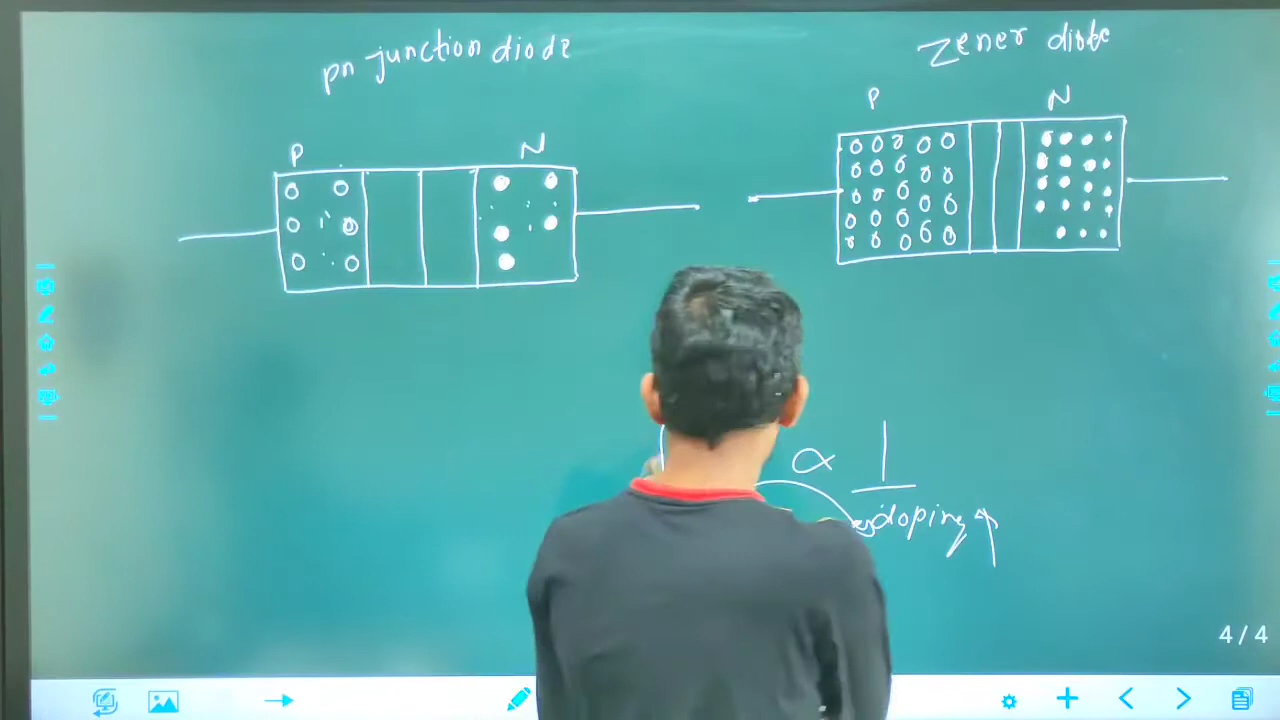 pn junction diode
zener diode
P N
P N
α 1
doping ↑
4/4